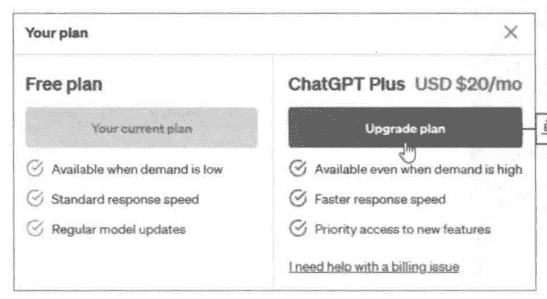 Your plan
Free plan
Your current plan
Available when demand is low
Standard response speed
Regular model updates
ChatGPT Plus USD $20/mo
Upgrade plan
Available even when demand is high
Faster response speed
Priority access to new features
I need help with a billing issue